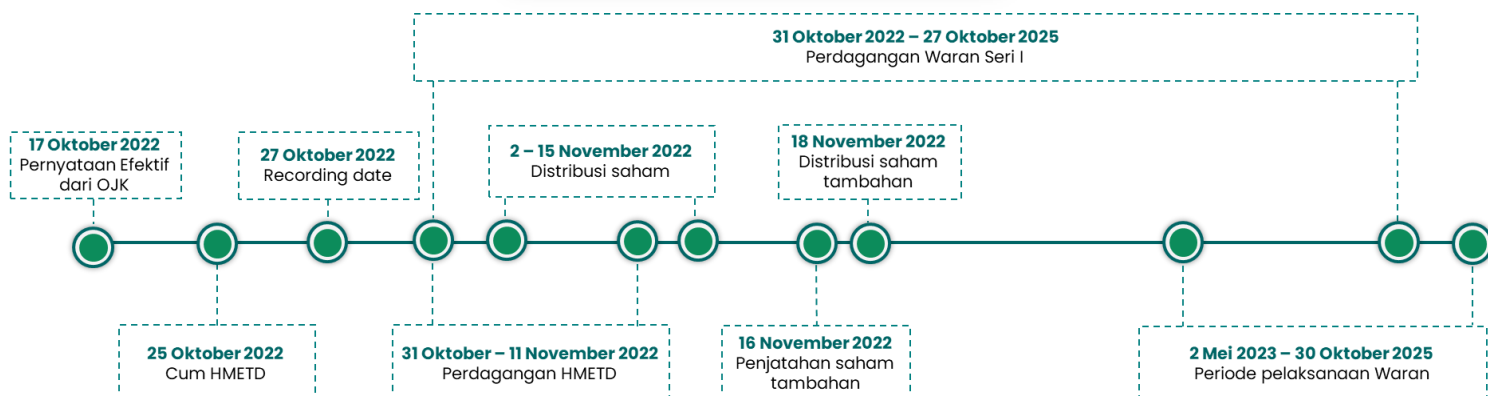 31 Oktober 2022 – 27 Oktober 2025
Perdagangan Waran Seri I
17 Oktober 2022
Pernyataan Efektif
dari OJK
27 Oktober 2022
Recording date
2 – 15 November 2022
Distribusi saham
18 November 2022
Distribusi saham
tambahan
25 Oktober 2022
Cum HMETD
31 Oktober – 11 November 2022
Perdagangan HMETD
16 November 2022
Penjatahan saham
tambahan
2 Mei 2023 – 30 Oktober 2025
Periode pelaksanaan Waran